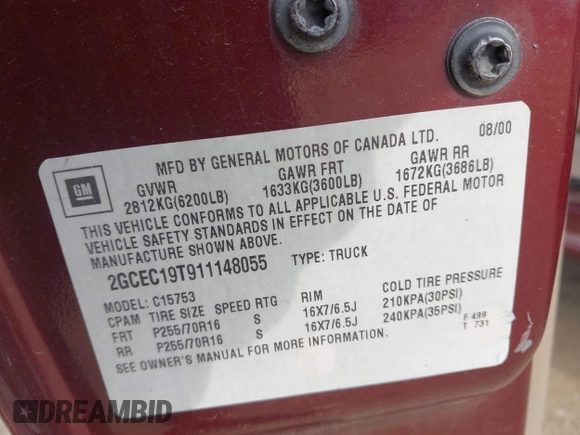 MFD BY GENERAL MOTORS OF CANADA LTD. 08/00
GM
GVWR GAWR FRT GAWR RR
2812KG(6200LB) 1633KG(3600LB) 1672KG(3686LB)
THIS VEHICLE CONFORMS TO ALL APPLICABLE U.S. FEDERAL MOTOR
VEHICLE SAFETY STANDARDS IN EFFECT ON THE DATE OF
MANUFACTURE SHOWN ABOVE.
2GCEC19T911148055 TYPE: TRUCK
MODEL: C15753
CPAM TIRE SIZE SPEED RTG RIM COLD TIRE PRESSURE
FRT P255/70R16 S 16X7/6.5J 210KPA(30PSI)
RR P255/70R16 S 16X7/6.5J 240KPA(35PSI)
SEE OWNER'S MANUAL FOR MORE INFORMATION.
F 499
T 731
DREAMBID